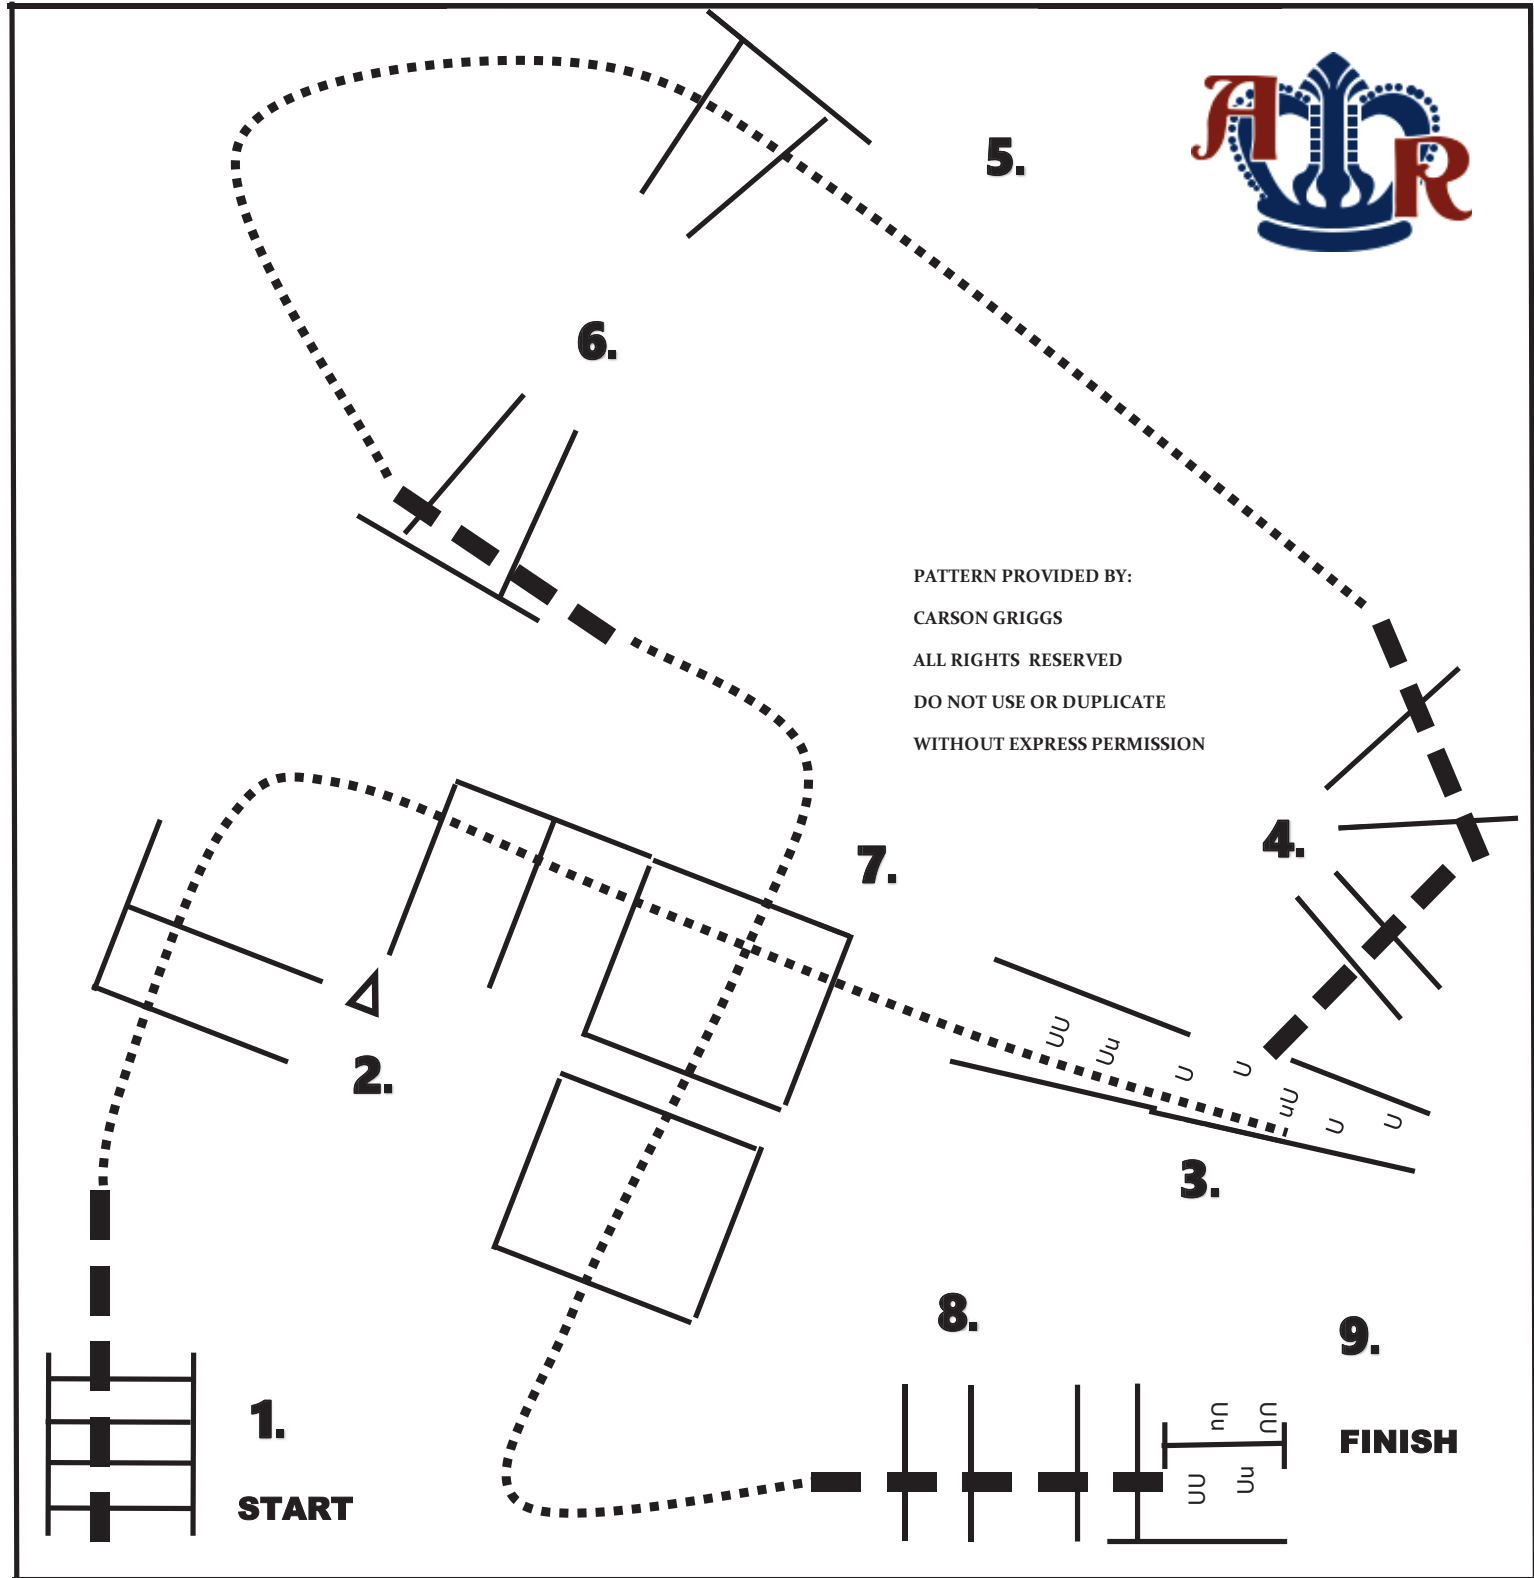 A R
5.
6.
PATTERN PROVIDED BY:
CARSON GRIGGS
ALL RIGHTS RESERVED
DO NOT USE OR DUPLICATE
WITHOUT EXPRESS PERMISSION
4.
7.
2.
3.
8.
9.
1.
FINISH
START